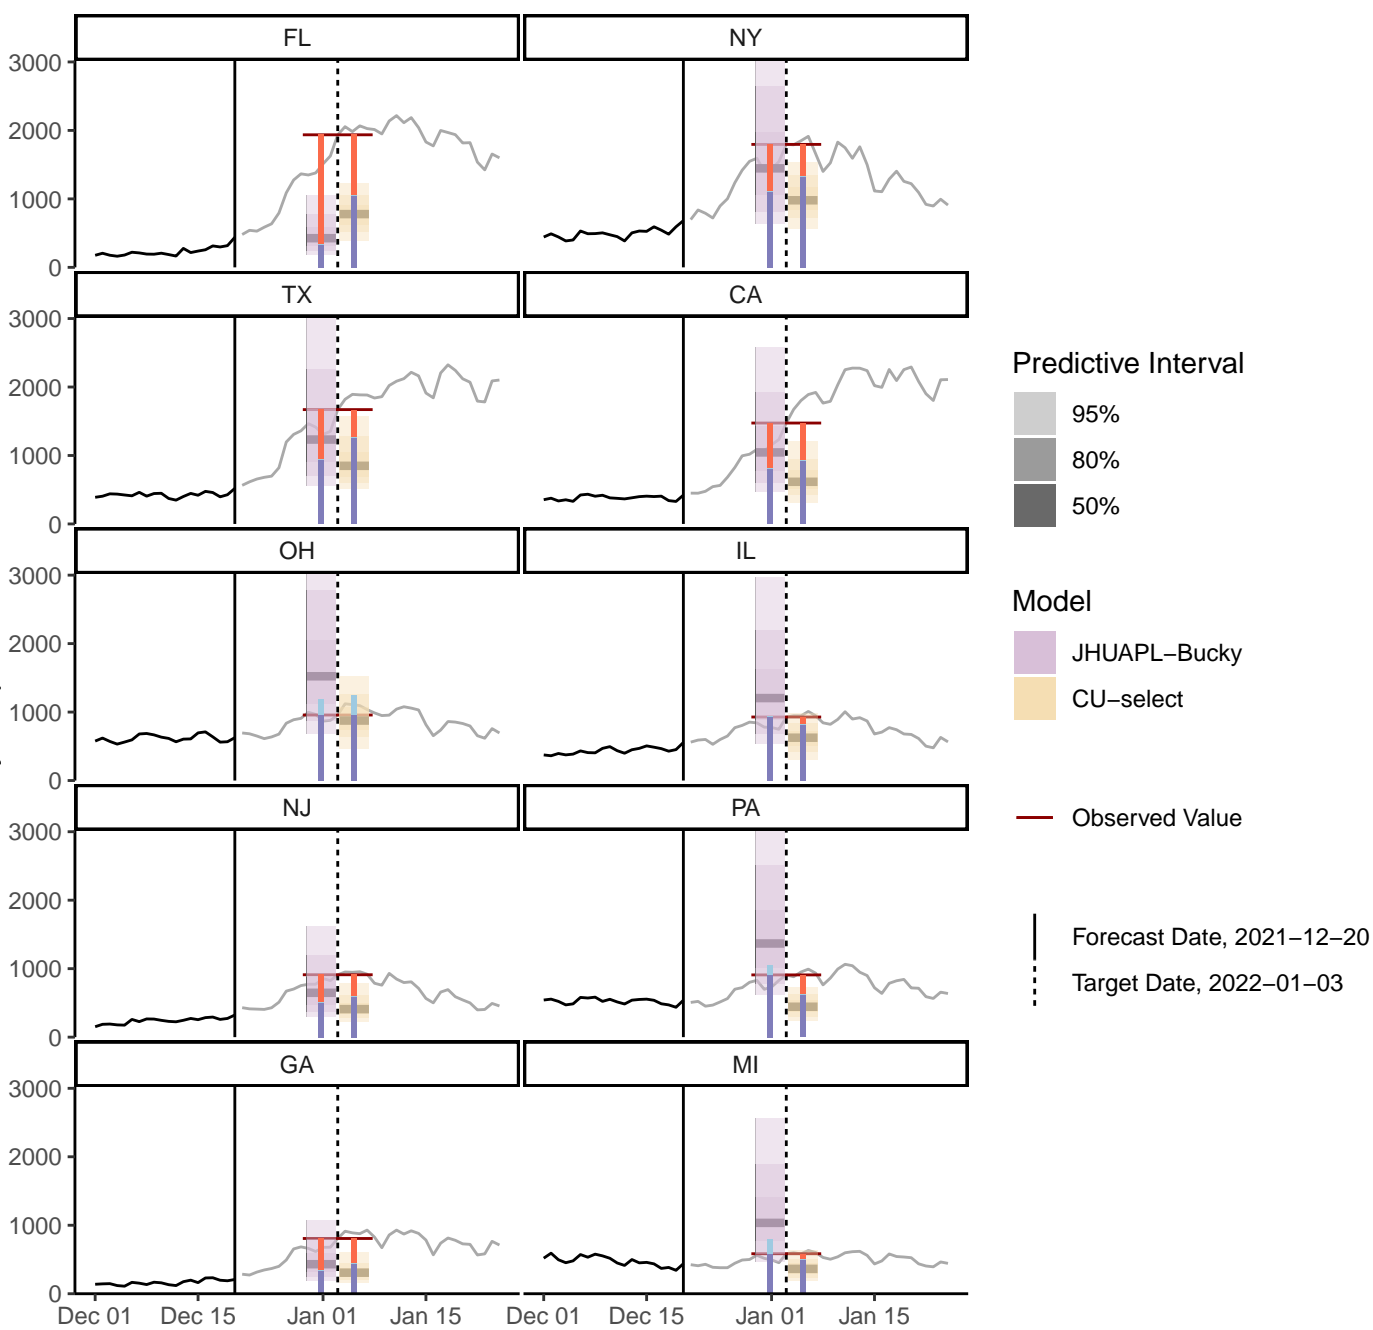 FL NY
3000
2000
1000
0
TX CA
3000
2000
1000
0
OH IL
3000
2000
1000
0
NJ PA
3000
2000
1000
0
GA MI
3000
2000
1000
0
Dec 01 Dec 15 Jan 01 Jan 15 Dec 01 Dec 15 Jan 01 Jan 15
Predictive Interval
95%
80%
50%
Model
JHUAPL−Bucky
CU−select
Observed Value
Forecast Date, 2021−12−20
Target Date, 2022−01−03